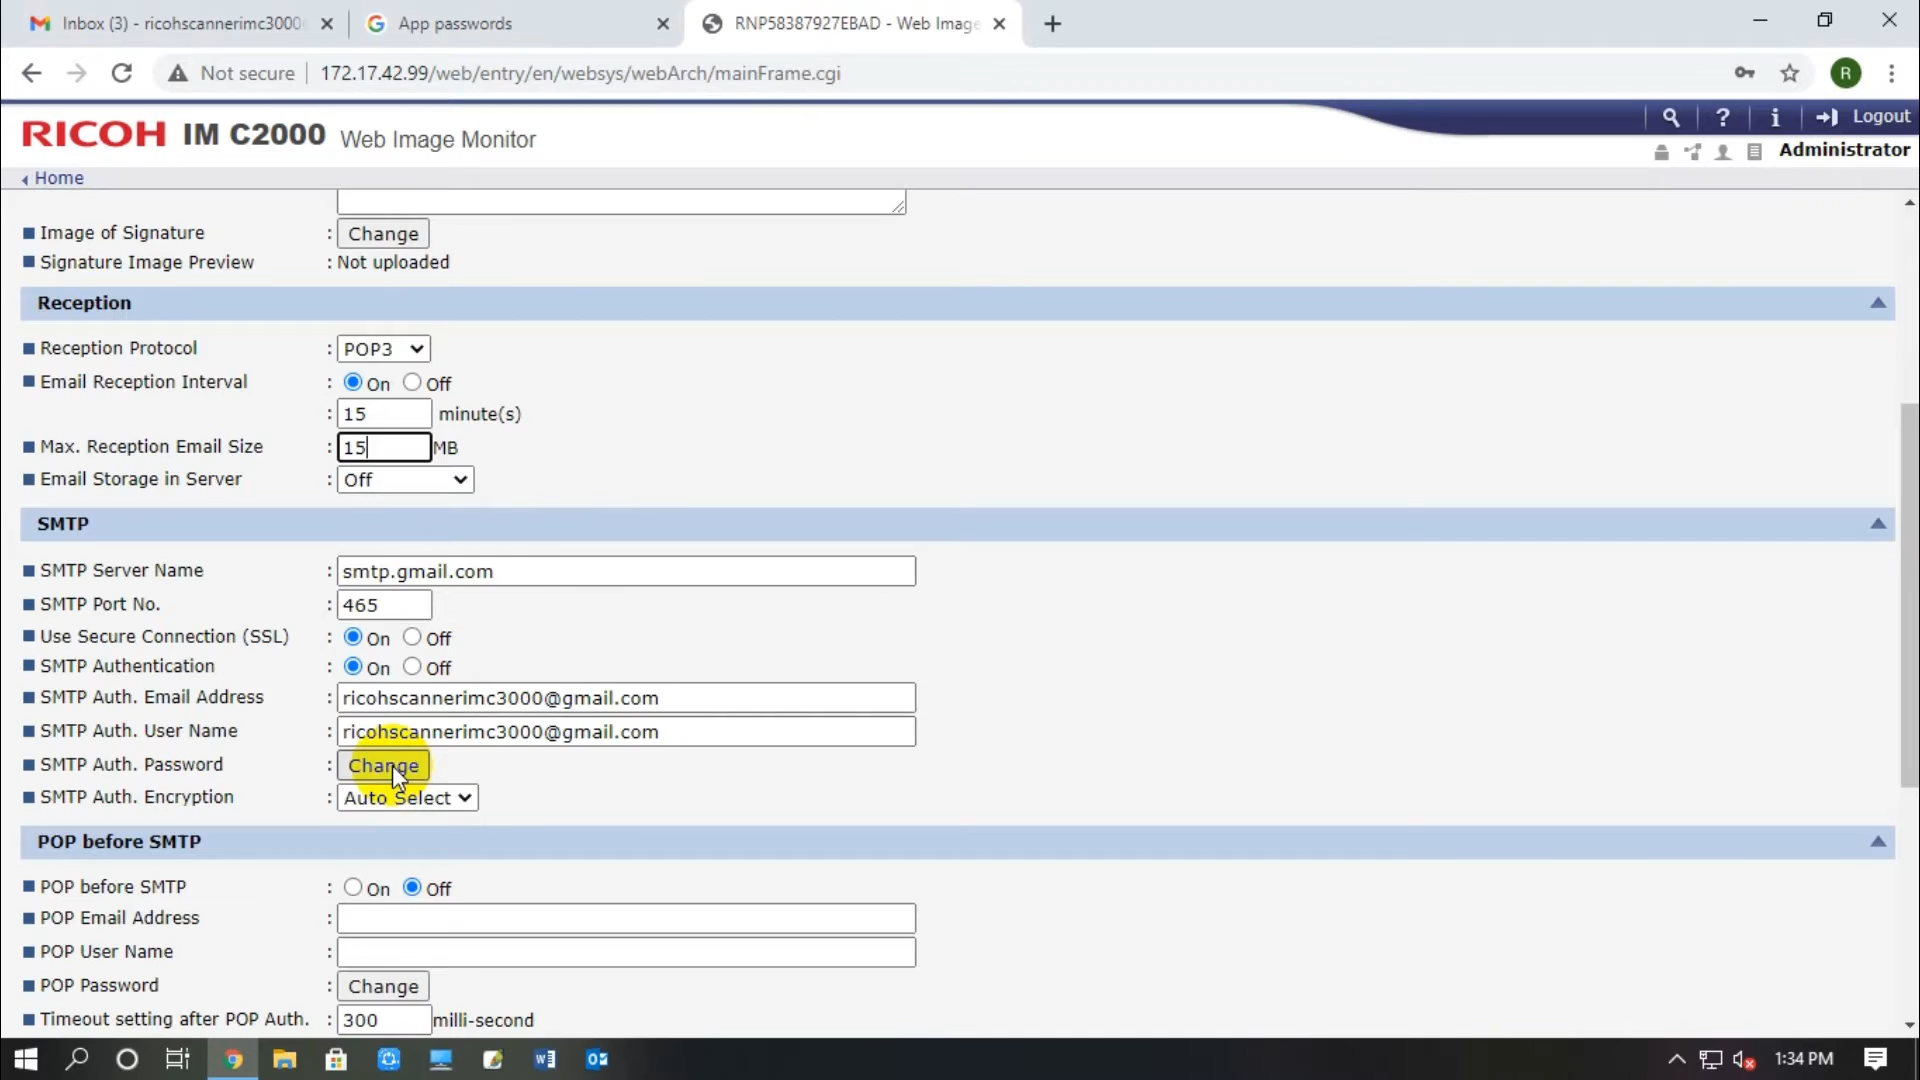 Inbox (3) - ricohscannerimc3000
App passwords
RNP58387927EBAD - Web Image
Not secure
172.17.42.99/web/entry/en/websys/webArch/mainFrame.cgi
R
RICOH IM C2000 Web Image Monitor
? i Logout
Administrator
Home
Image of Signature : Change
Signature Image Preview : Not uploaded
Reception
Reception Protocol : POP3
Email Reception Interval : On Off
: 15 minute(s)
Max. Reception Email Size : 15 MB
Email Storage in Server : Off
SMTP
SMTP Server Name : smtp.gmail.com
SMTP Port No. : 465
Use Secure Connection (SSL) : On Off
SMTP Authentication : On Off
SMTP Auth. Email Address : ricohscannerimc3000@gmail.com
SMTP Auth. User Name : ricohscannerimc3000@gmail.com
SMTP Auth. Password : Change
SMTP Auth. Encryption : Auto Select
POP before SMTP
POP before SMTP : On Off
POP Email Address :
POP User Name :
POP Password : Change
Timeout setting after POP Auth. : 300 milli-second
1:34 PM